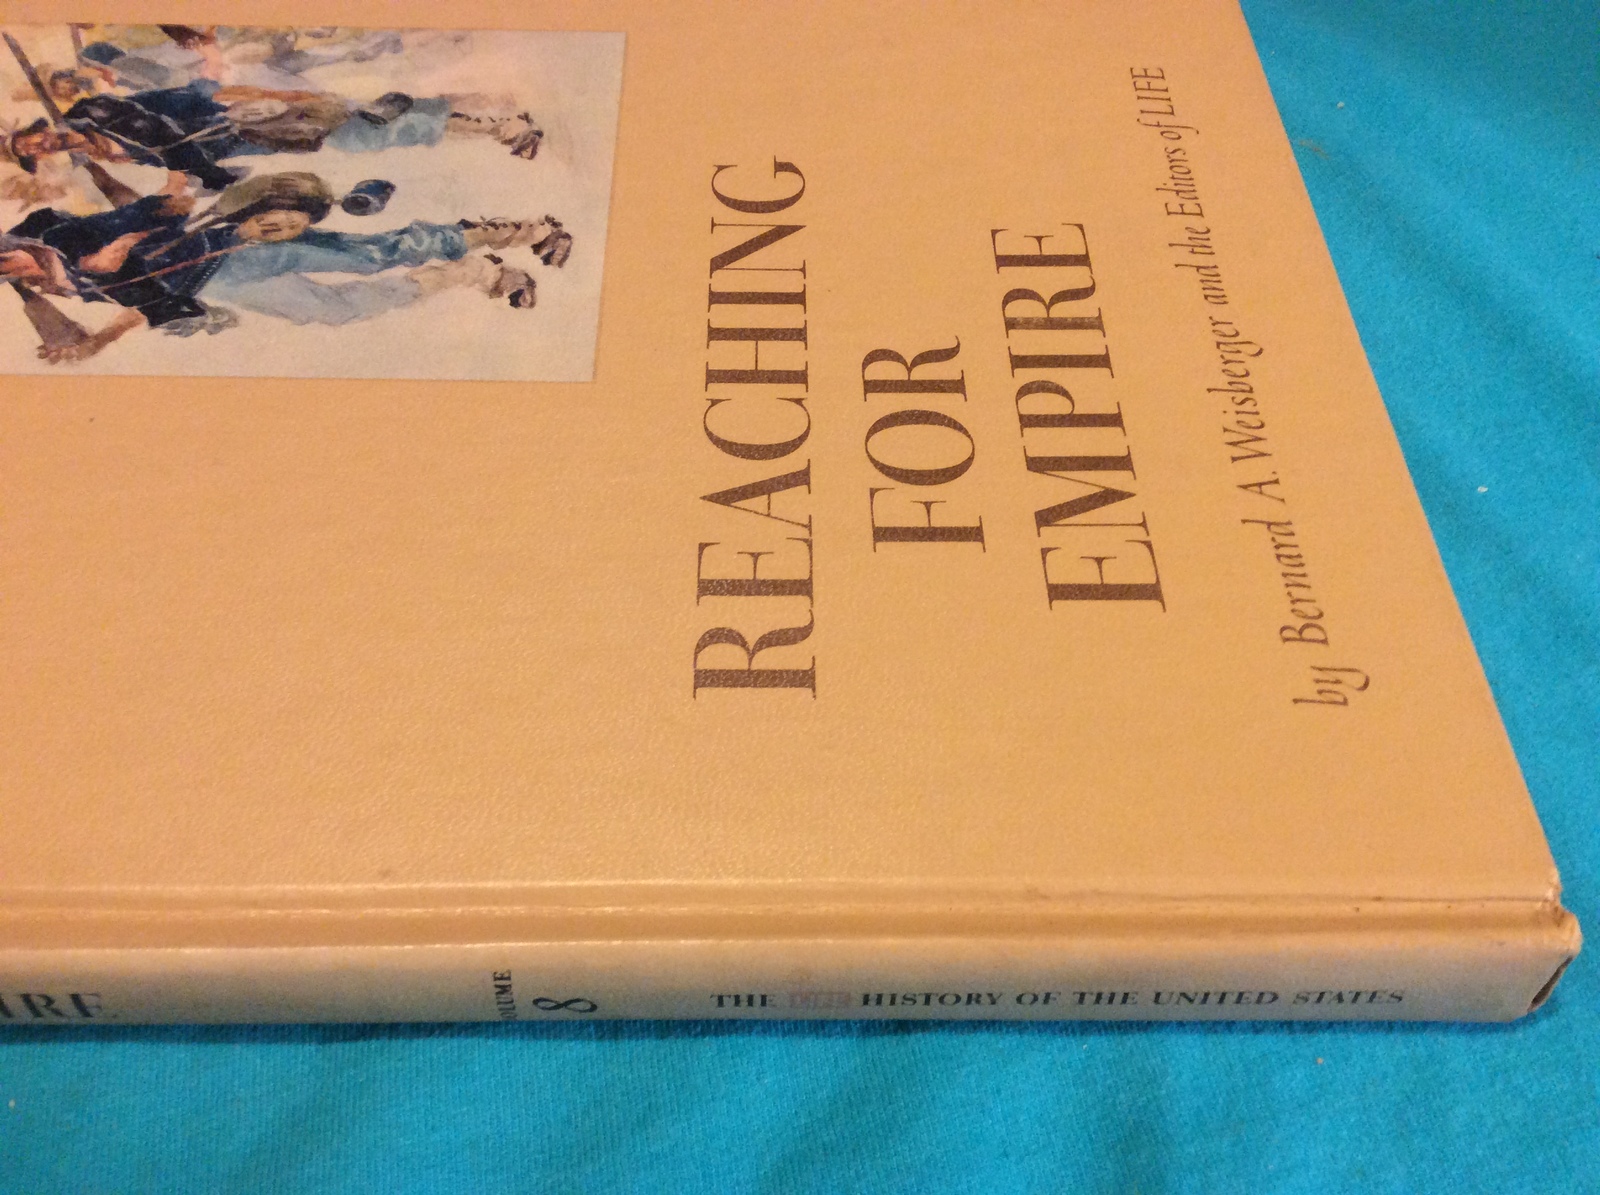 REACHING
FOR
EMPIRE
by Bernard A. Weisberger and the Editors of LIFE
VOLUME
8
THE LIFE HISTORY OF THE UNITED STATES